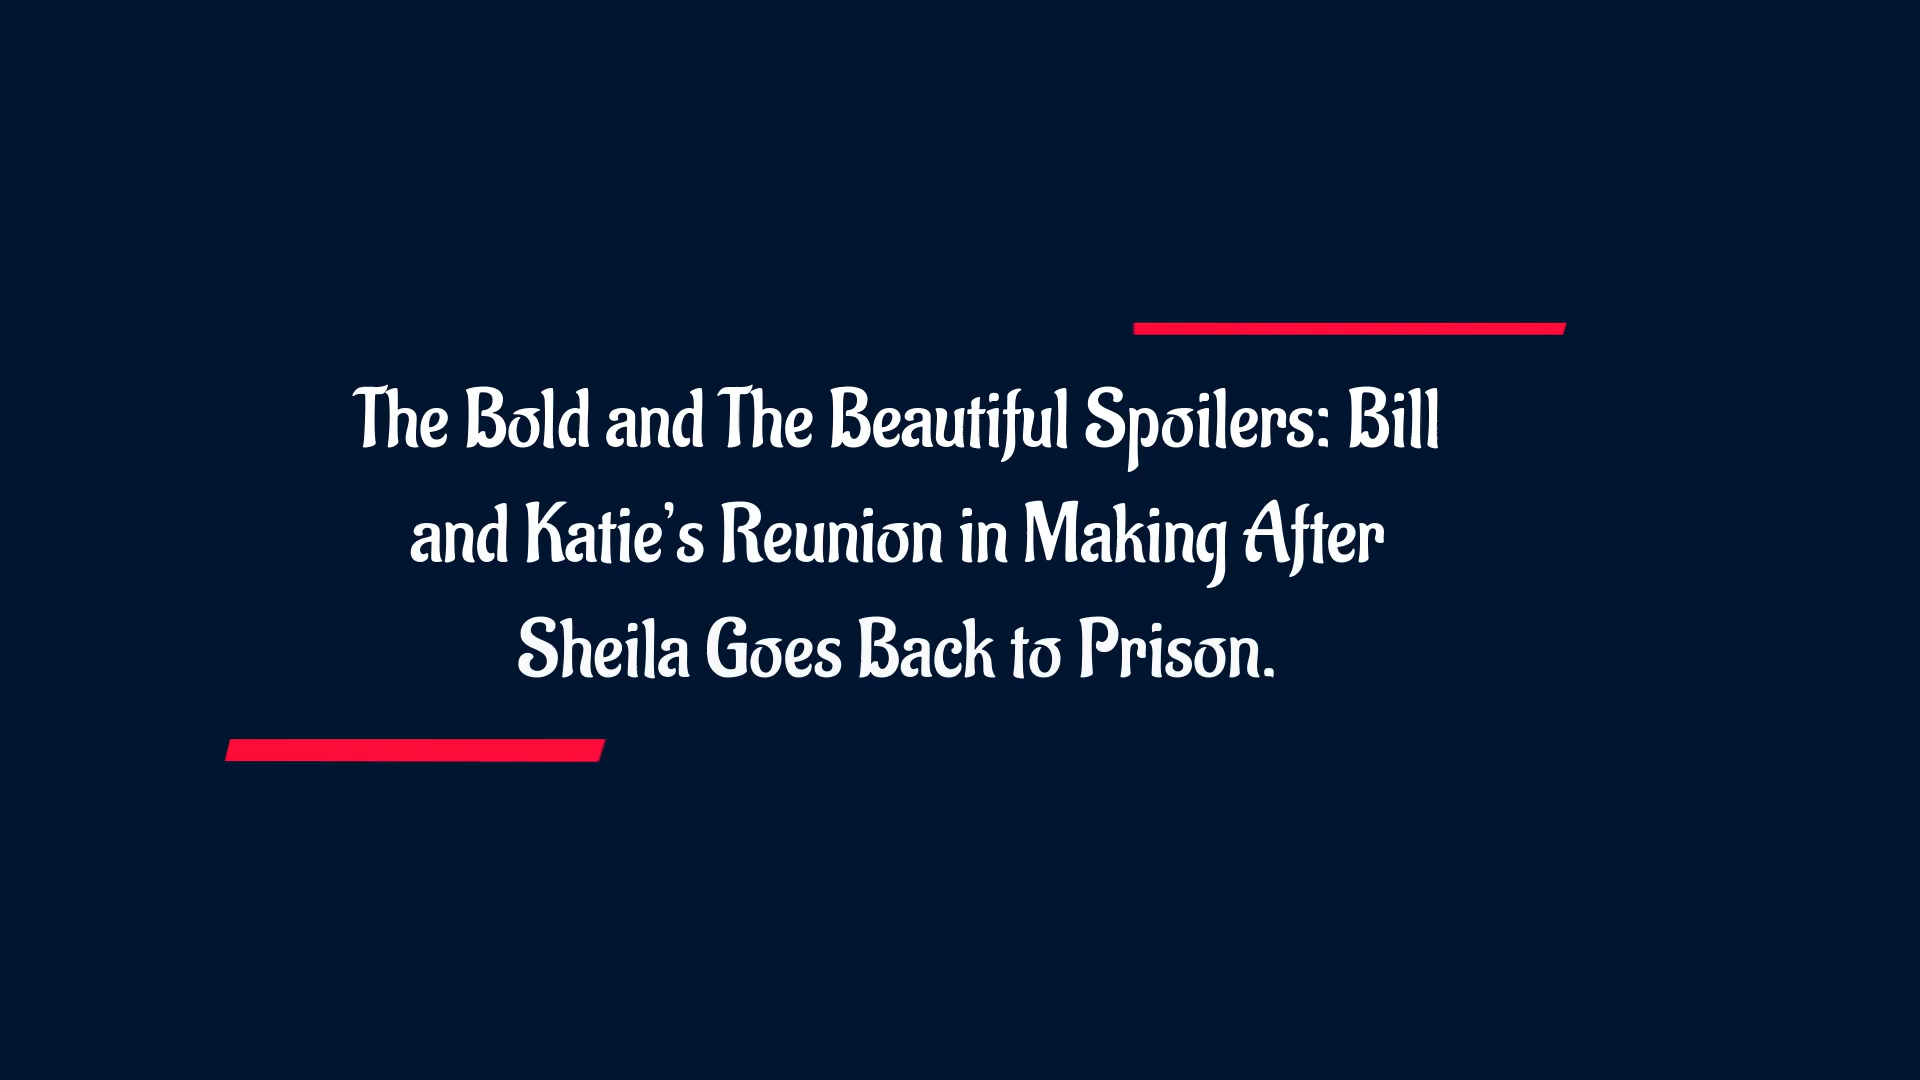 The Bold and The Beautiful Spoilers: Bill
and Katie’s Reunion in Making After
Sheila Goes Back to Prison.